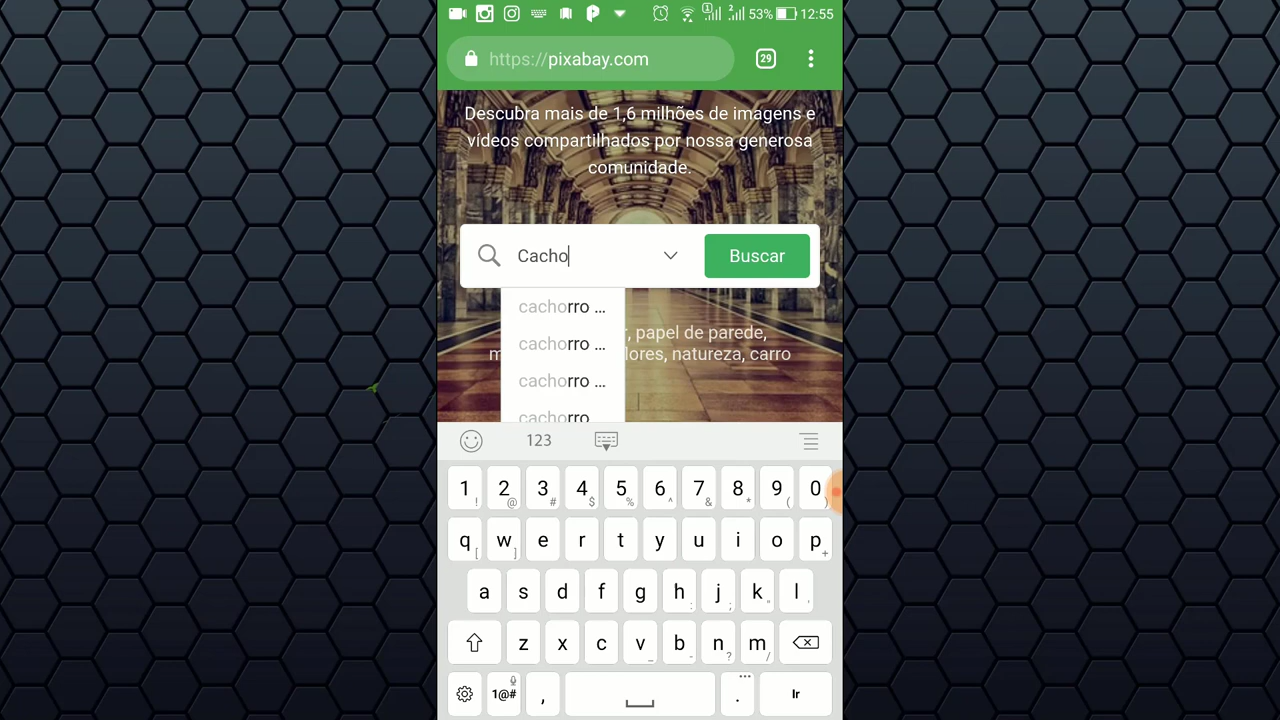 53% 12:55
https://pixabay.com 29
Descubra mais de 1,6 milhões de imagens e
vídeos compartilhados por nossa generosa
comunidade.
Cacho Buscar
cachorro ...
cachorro ...
, papel de parede,
natureza, carro
cachorro ...
cachorro
123
1 2 3 4 5 6 7 8 9 0
! @ # $ % ^ & * ( )
q w e r t y u i o p
[ ] +
a s d f g h j k l
: ; " '
z x c v b n m
_ - ? /
1@# , . Ir